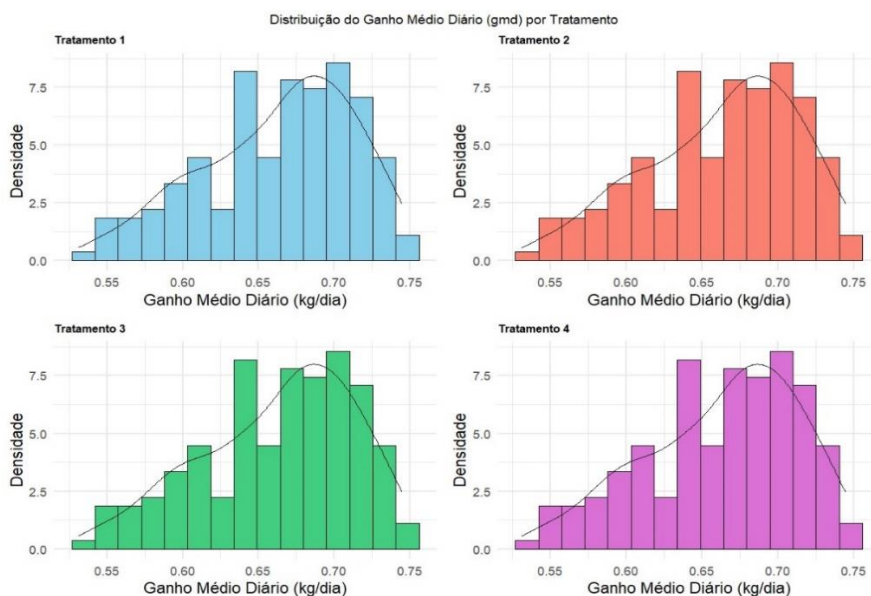 Distribuição do Ganho Médio Diário (gmd) por Tratamento
Tratamento 1
Densidade
7.5
5.0
2.5
0.0
0.55 0.60 0.65 0.70 0.75
Ganho Médio Diário (kg/dia)
Tratamento 2
Densidade
7.5
5.0
2.5
0.0
0.55 0.60 0.65 0.70 0.75
Ganho Médio Diário (kg/dia)
Tratamento 3
Densidade
7.5
5.0
2.5
0.0
0.55 0.60 0.65 0.70 0.75
Ganho Médio Diário (kg/dia)
Tratamento 4
Densidade
7.5
5.0
2.5
0.0
0.55 0.60 0.65 0.70 0.75
Ganho Médio Diário (kg/dia)